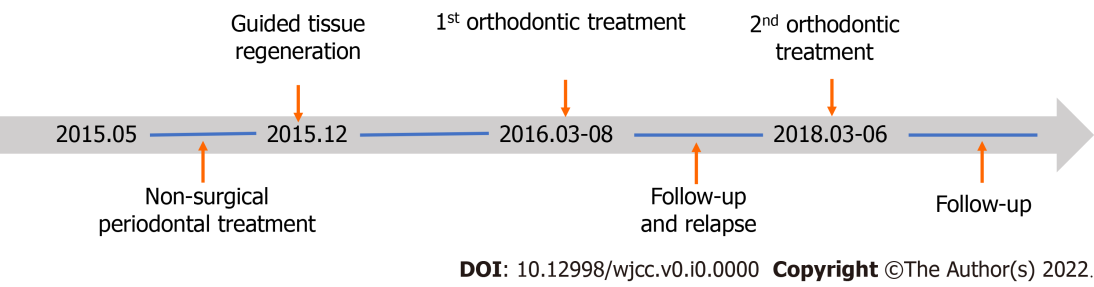 Guided tissue
regeneration
1st orthodontic treatment
2nd orthodontic
treatment
2015.05
2015.12
2016.03-08
2018.03-06
Non-surgical
periodontal treatment
Follow-up
and relapse
Follow-up
DOI: 10.12998/wjcc.v0.i0.0000 Copyright ©The Author(s) 2022.